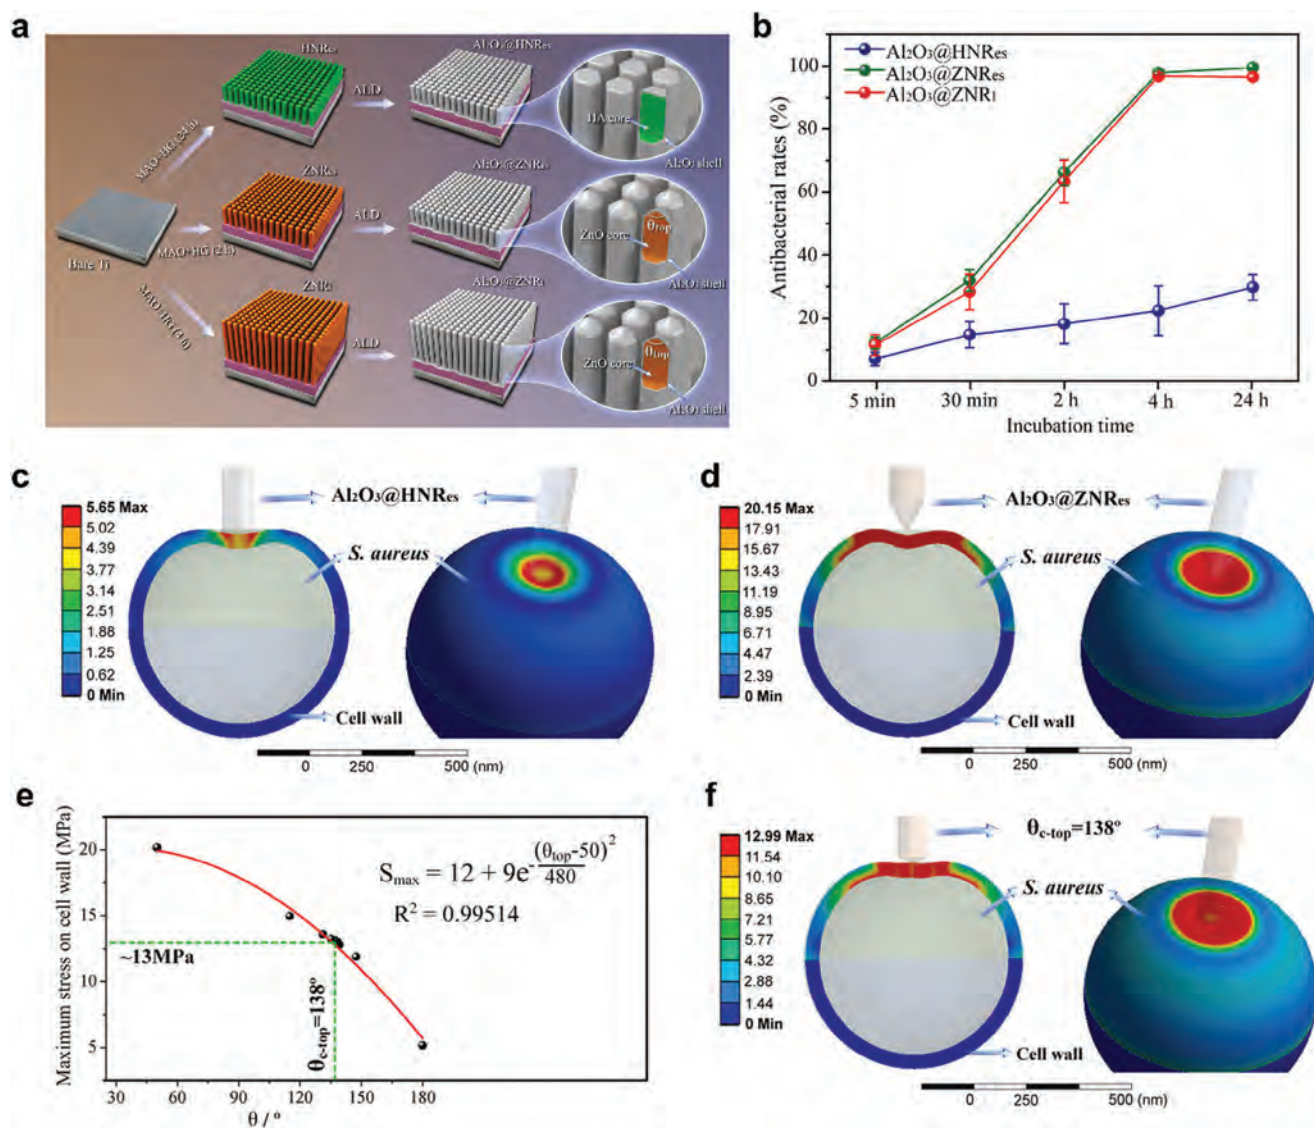 a
HNRes
Al₂O₃@HNRes
MAO+HG (24 h)
ALD
HA core
Al₂O₃ shell
ZNRes
Al₂O₃@ZNRes
Bare Ti
MAO+HG (2 h)
ALD
ZnO core
θtop
Al₂O₃ shell
ZNRl
Al₂O₃@ZNRl
ALD
ZnO core
θtop
Al₂O₃ shell
b
Al₂O₃@HNRes
Al₂O₃@ZNRes
Al₂O₃@ZNRl
Antibacterial rates (%)
100
80
60
40
20
0
5 min
30 min
2 h
4 h
24 h
Incubation time
c
5.65 Max
5.02
4.39
3.77
3.14
2.51
1.88
1.25
0.62
0 Min
Al₂O₃@HNRes
S. aureus
Cell wall
0
250
500 (nm)
d
20.15 Max
17.91
15.67
13.43
11.19
8.95
6.71
4.47
2.39
0 Min
Al₂O₃@ZNRes
S. aureus
Cell wall
0
250
500 (nm)
e
Maximum stress on cell wall (MPa)
20
15
10
5
Smax = 12 + 9e^-(θtop-50)²/480
R² = 0.99514
~13MPa
θc-top=138º
30
60
90
120
150
180
θ / º
f
12.99 Max
11.54
10.10
8.65
7.21
5.77
4.32
2.88
1.44
0 Min
θc-top=138º
S. aureus
Cell wall
0
250
500 (nm)